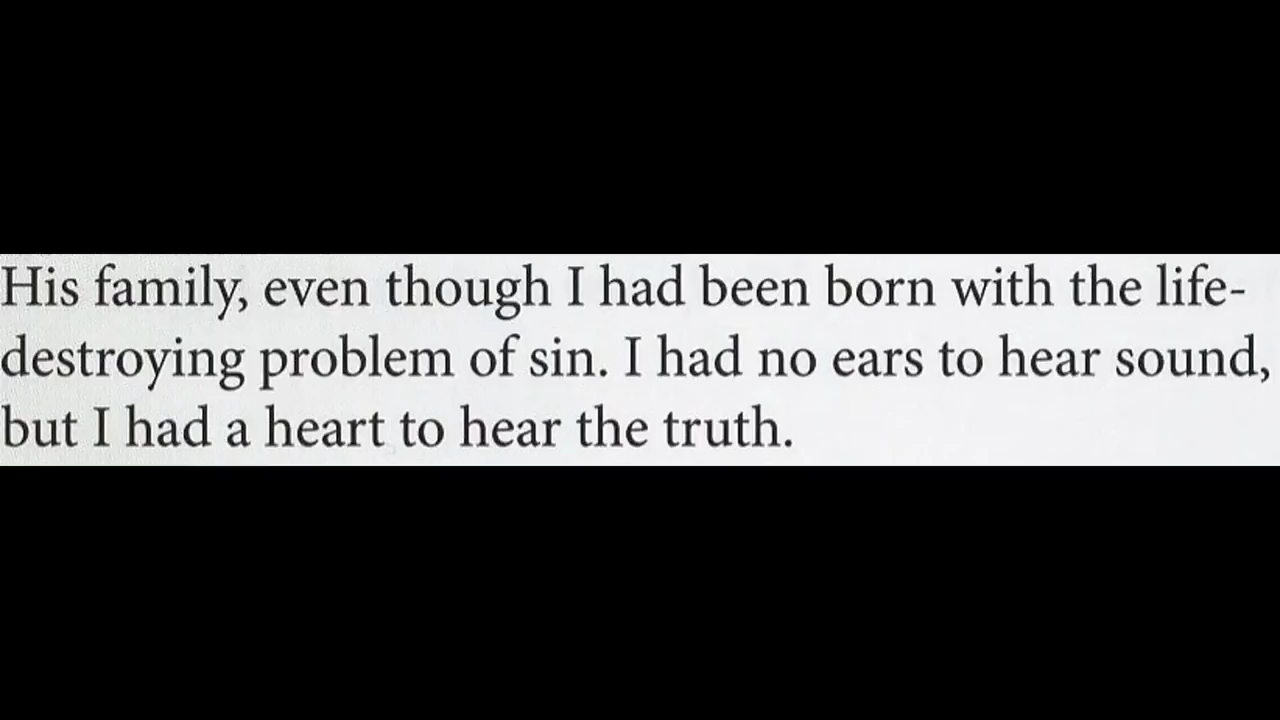 His family, even though I had been born with the life-
destroying problem of sin. I had no ears to hear sound,
but I had a heart to hear the truth.